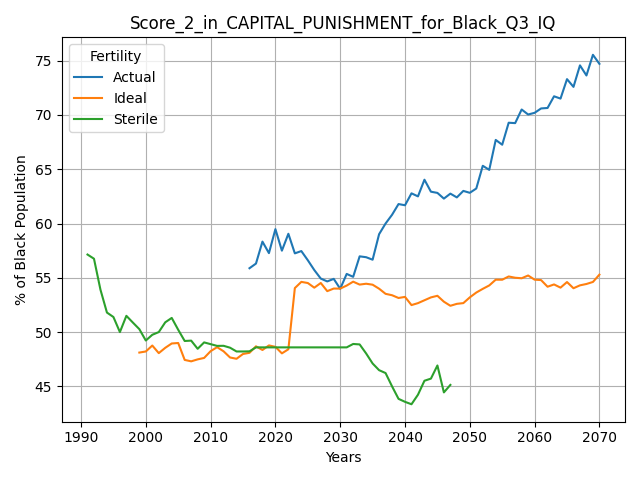 Score_2_in_CAPITAL_PUNISHMENT_for_Black_Q3_IQ
Fertility
Actual
Ideal
Sterile
% of Black Population
75
70
65
60
55
50
45
1990 2000 2010 2020 2030 2040 2050 2060 2070
Years